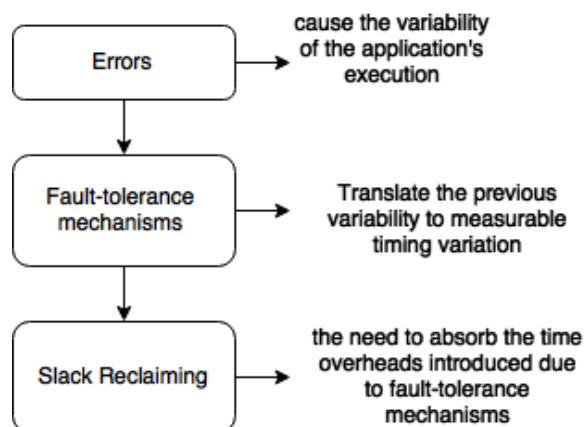 Errors
cause the variability
of the application's
execution
Fault-tolerance
mechanisms
Translate the previous
variability to measurable
timing variation
Slack Reclaiming
the need to absorb the time
overheads introduced due
to fault-tolerance
mechanisms